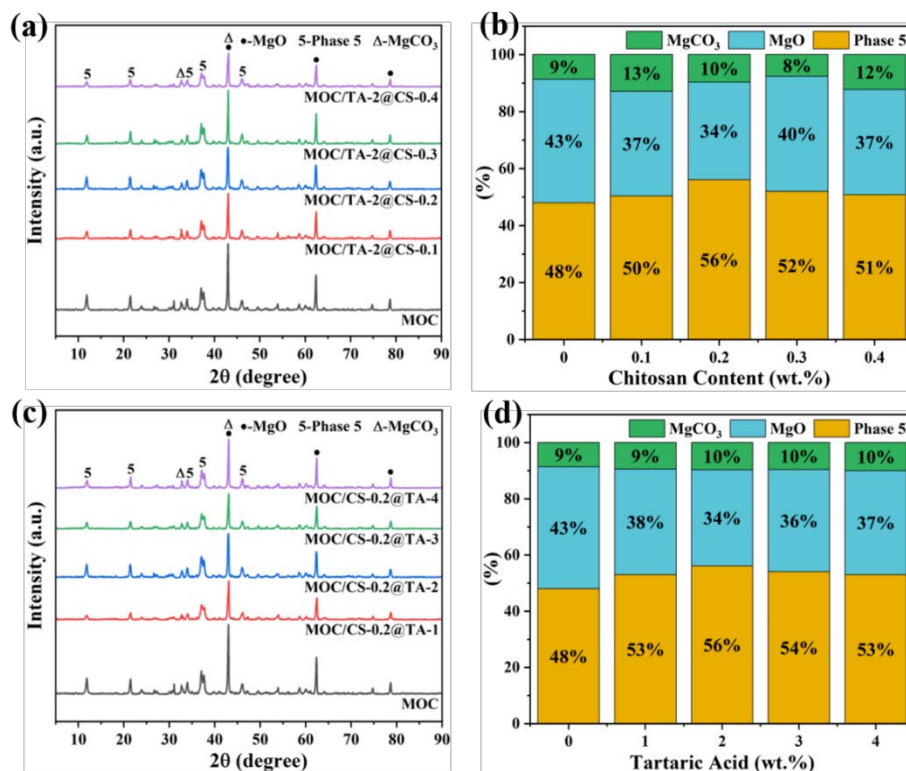 (a)
●-MgO 5-Phase 5 Δ-MgCO₃
Δ
●
5 5 Δ5 5 5 ● ●
MOC/TA-2@CS-0.4
MOC/TA-2@CS-0.3
MOC/TA-2@CS-0.2
MOC/TA-2@CS-0.1
MOC
Intensity (a.u.)
10 20 30 40 50 60 70 80 90
2θ (degree)
(b)
MgCO₃ MgO Phase 5
100
80
60
40
20
0
(%)
9% 13% 10% 8% 12%
43% 37% 34% 40% 37%
48% 50% 56% 52% 51%
0 0.1 0.2 0.3 0.4
Chitosan Content (wt.%)
(c)
●-MgO 5-Phase 5 Δ-MgCO₃
Δ
●
5 5 Δ5 5 5 ● ●
MOC/CS-0.2@TA-4
MOC/CS-0.2@TA-3
MOC/CS-0.2@TA-2
MOC/CS-0.2@TA-1
MOC
Intensity (a.u.)
10 20 30 40 50 60 70 80 90
2θ (degree)
(d)
MgCO₃ MgO Phase 5
100
80
60
40
20
0
(%)
9% 9% 10% 10% 10%
43% 38% 34% 36% 37%
48% 53% 56% 54% 53%
0 1 2 3 4
Tartaric Acid (wt.%)